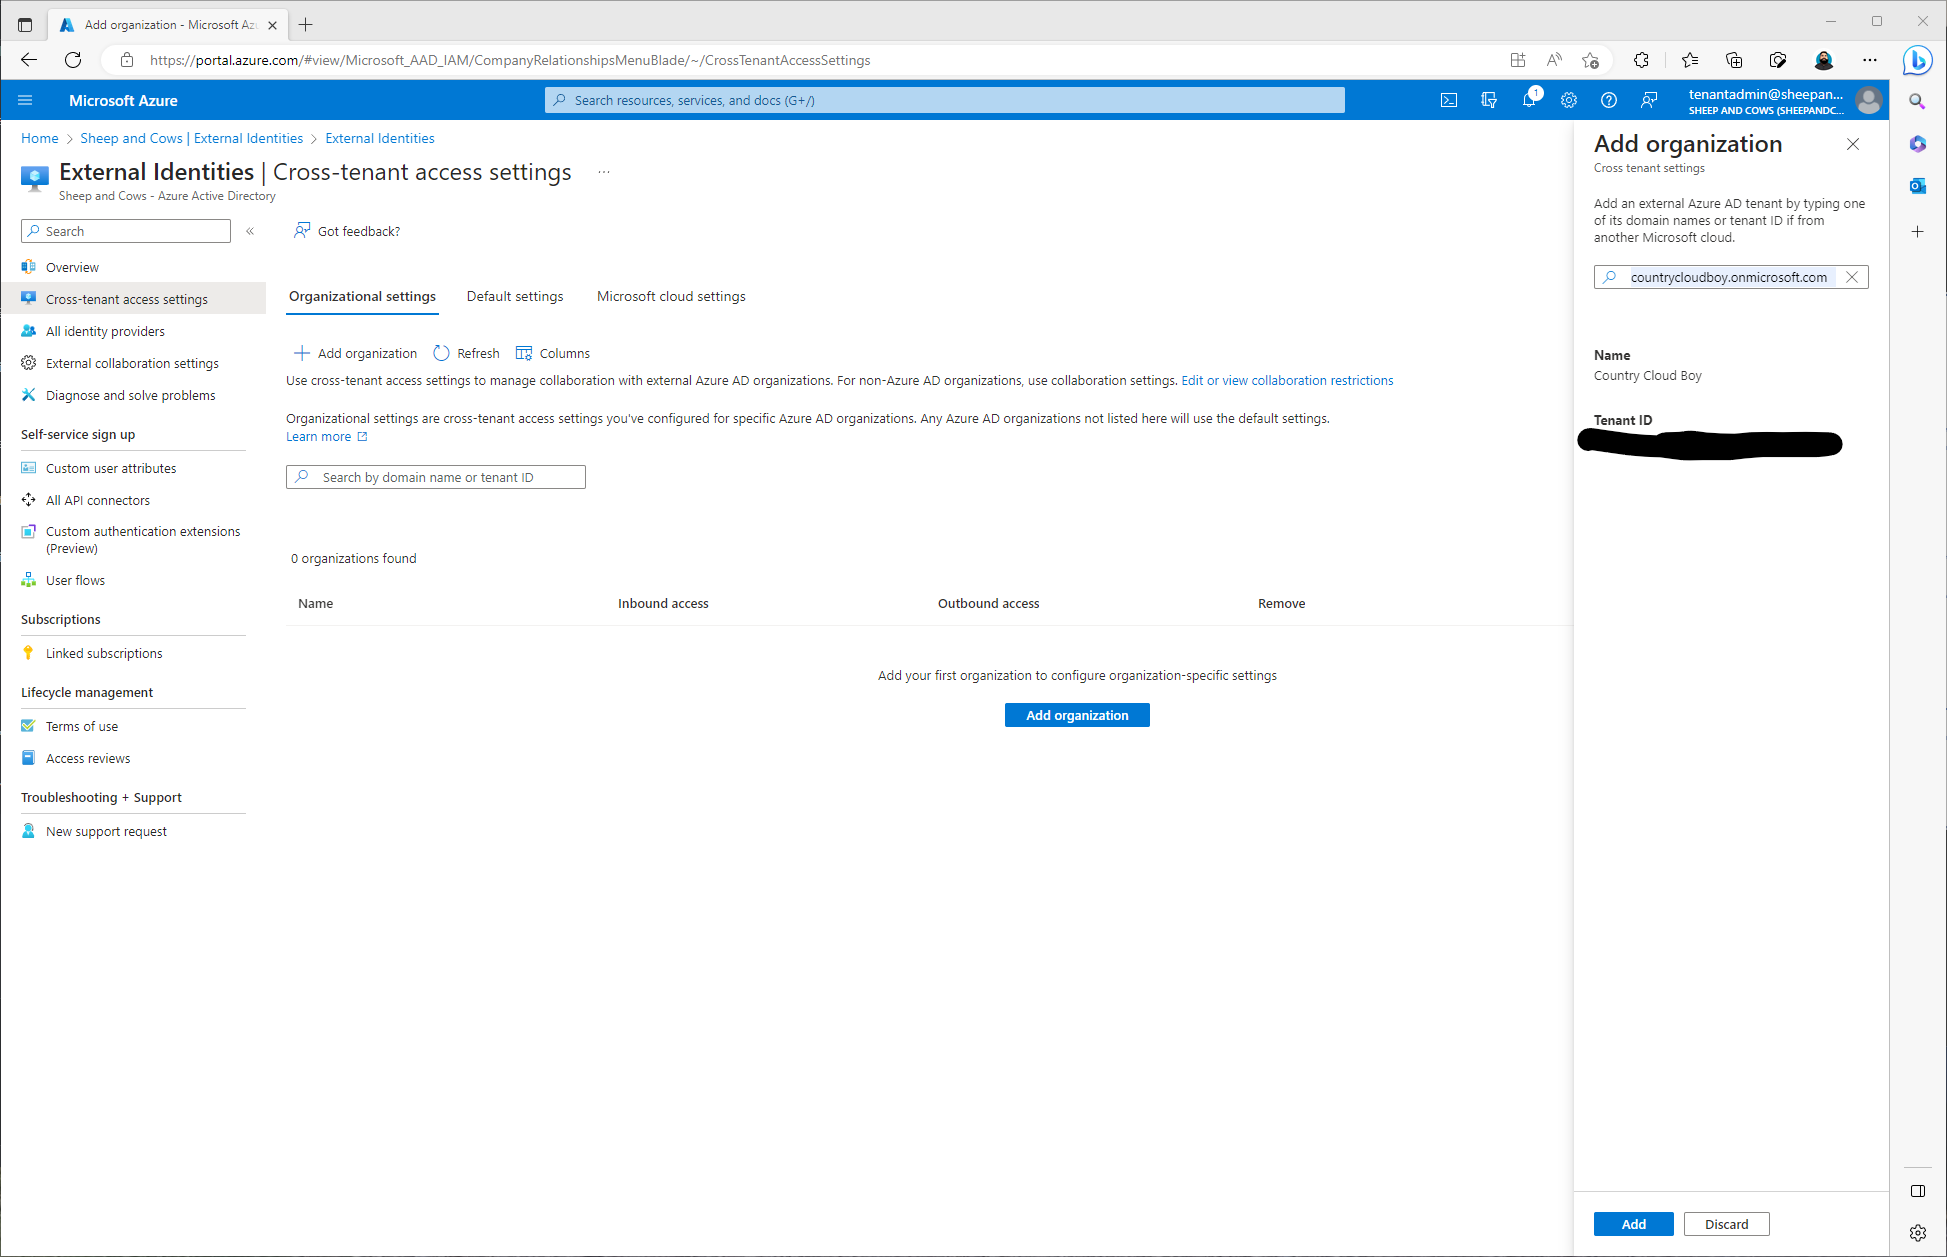 Add organization - Microsoft Az
https://portal.azure.com/#view/Microsoft_AAD_IAM/CompanyRelationshipsMenuBlade/~/CrossTenantAccessSettings
Microsoft Azure
Search resources, services, and docs (G+/)
1
tenantadmin@sheepan...
SHEEP AND COWS (SHEEPANDC...
Home > Sheep and Cows | External Identities > External Identities
External Identities | Cross-tenant access settings ...
Sheep and Cows - Azure Active Directory
Search
«
Overview
Cross-tenant access settings
All identity providers
External collaboration settings
Diagnose and solve problems
Self-service sign up
Custom user attributes
All API connectors
Custom authentication extensions
(Preview)
User flows
Subscriptions
Linked subscriptions
Lifecycle management
Terms of use
Access reviews
Troubleshooting + Support
New support request
Got feedback?
Organizational settings Default settings Microsoft cloud settings
Add organization Refresh Columns
Use cross-tenant access settings to manage collaboration with external Azure AD organizations. For non-Azure AD organizations, use collaboration settings. Edit or view collaboration restrictions
Organizational settings are cross-tenant access settings you've configured for specific Azure AD organizations. Any Azure AD organizations not listed here will use the default settings.
Learn more
Search by domain name or tenant ID
0 organizations found
Name Inbound access Outbound access Remove
Add your first organization to configure organization-specific settings
Add organization
Add organization
Cross tenant settings
Add an external Azure AD tenant by typing one
of its domain names or tenant ID if from
another Microsoft cloud.
countrycloudboy.onmicrosoft.com
Name
Country Cloud Boy
Tenant ID
Add Discard